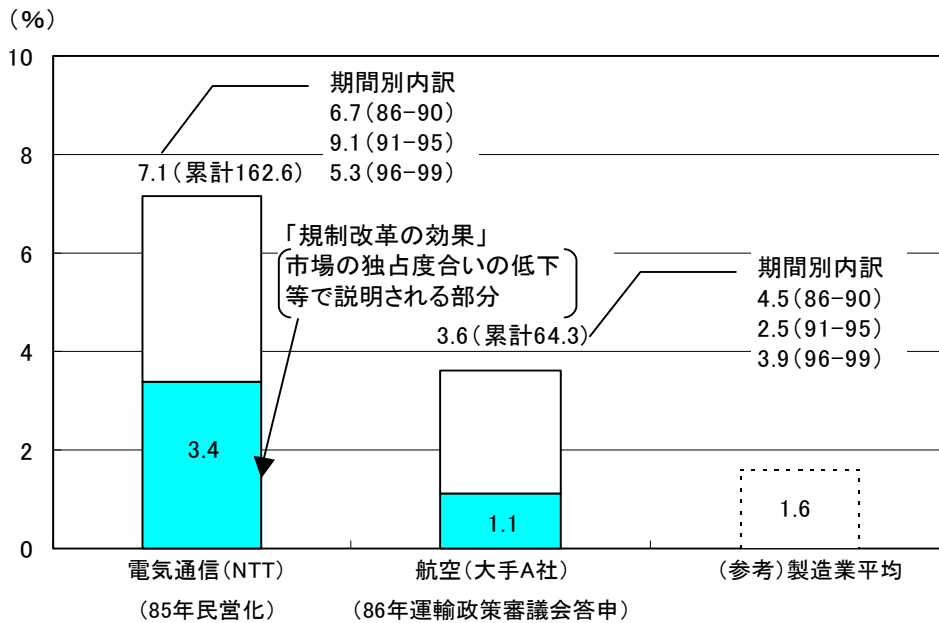 (%)
10
8
6
4
2
0
期間別内訳
6.7(86-90)
9.1(91-95)
5.3(96-99)
7.1(累計162.6)
「規制改革の効果」
市場の独占度合いの低下
等で説明される部分
期間別内訳
4.5(86-90)
2.5(91-95)
3.9(96-99)
3.6(累計64.3)
3.4
1.1
1.6
電気通信(NTT)
(85年民営化)
航空(大手A社)
(86年運輸政策審議会答申)
(参考)製造業平均